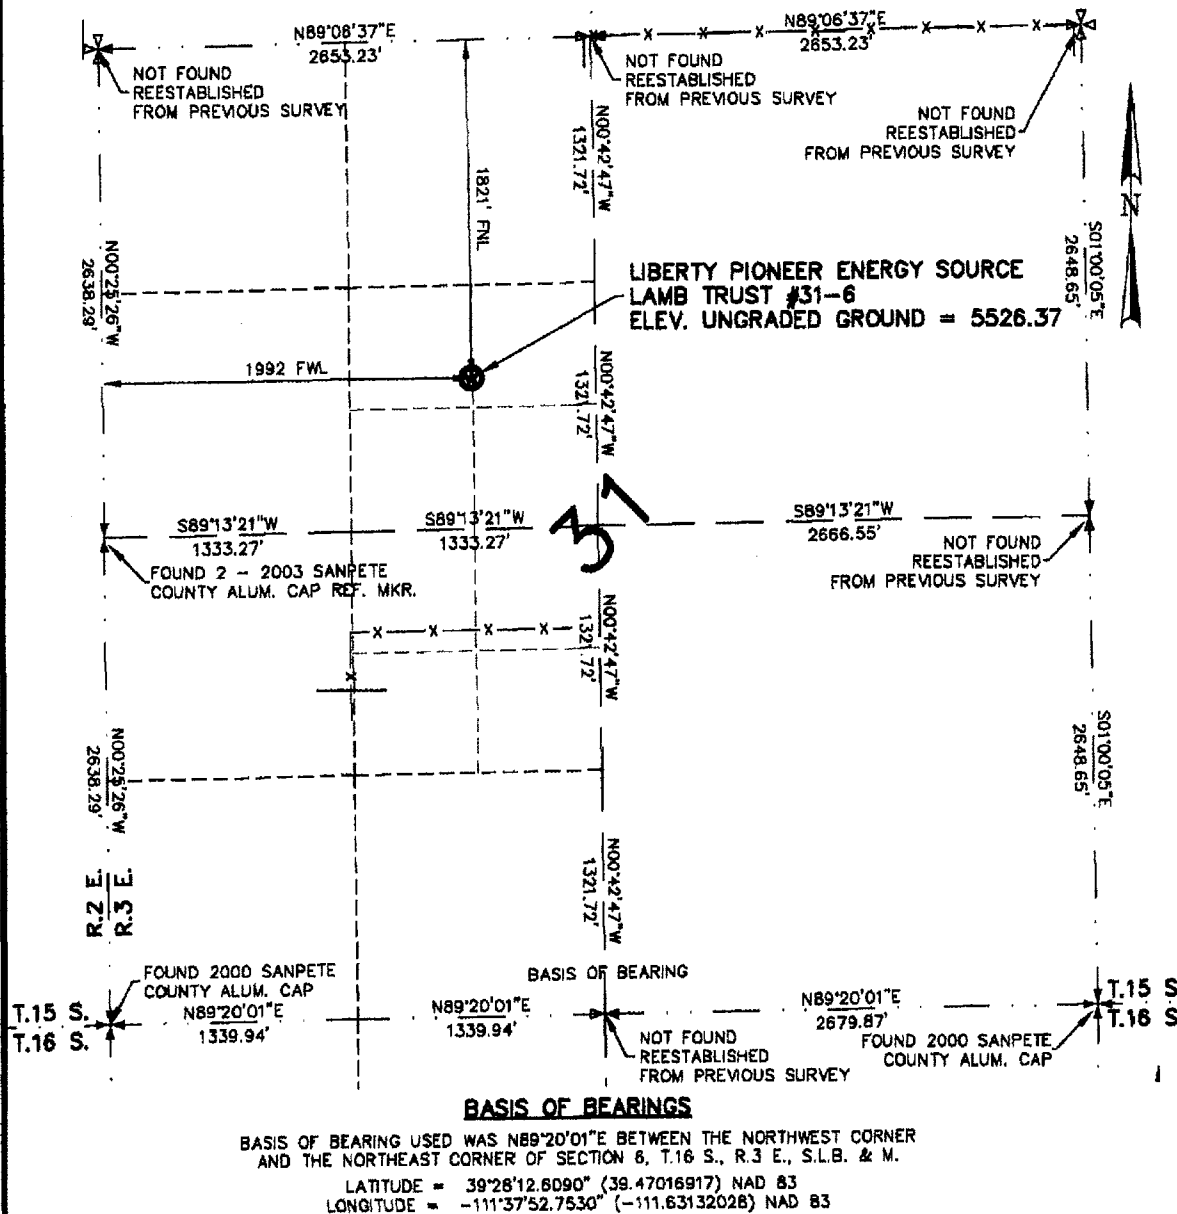 N89°06'37"E
2653.23'
N89°06'37"E
2653.23'
NOT FOUND
REESTABLISHED
FROM PREVIOUS SURVEY
NOT FOUND
REESTABLISHED
FROM PREVIOUS SURVEY
NOT FOUND
REESTABLISHED
FROM PREVIOUS SURVEY
N00°42'47"W
1321.72'
1821' FNL
N
N00°25'26"W
2638.29'
S01°00'05"E
2648.65'
LIBERTY PIONEER ENERGY SOURCE
LAMB TRUST #31-6
ELEV. UNGRADED GROUND = 5526.37
1992 FWL
N00°42'47"W
1321.72'
31
S89°13'21"W
1333.27'
S89°13'21"W
1333.27'
S89°13'21"W
2666.55'
NOT FOUND
REESTABLISHED
FROM PREVIOUS SURVEY
FOUND 2 - 2003 SANPETE
COUNTY ALUM. CAP REF. MKR.
N00°42'47"W
1321.72'
N00°25'26"W
2638.29'
S01°00'05"E
2648.65'
N00°42'47"W
1321.72'
R.2 E.
R.3 E.
FOUND 2000 SANPETE
COUNTY ALUM. CAP
BASIS OF BEARING
T.15 S.
T.16 S.
N89°20'01"E
1339.94'
N89°20'01"E
1339.94'
N89°20'01"E
2679.87'
T.15 S
T.16 S
NOT FOUND
REESTABLISHED
FROM PREVIOUS SURVEY
FOUND 2000 SANPETE
COUNTY ALUM. CAP
BASIS OF BEARINGS
BASIS OF BEARING USED WAS N89°20'01"E BETWEEN THE NORTHWEST CORNER
AND THE NORTHEAST CORNER OF SECTION 6, T.16 S., R.3 E., S.L.B. & M.
LATITUDE = 39°28'12.6090" (39.47016917) NAD 83
LONGITUDE = -111°37'52.7530" (-111.63132028) NAD 83